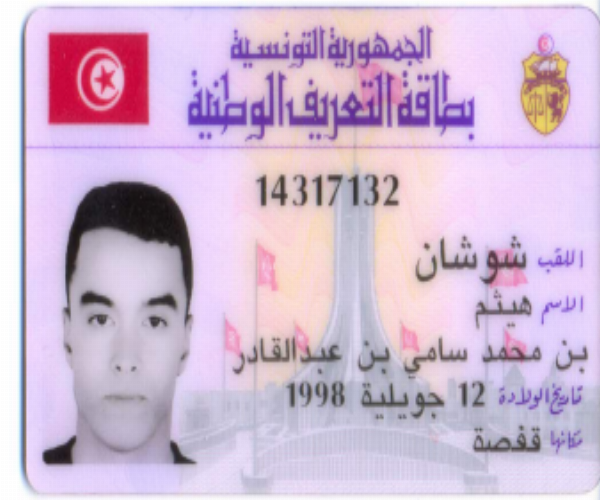 الجمهورية التونسية
بطاقة التعريف الوطنية
14317132
اللقب شوشان
الاسم هيثم
بن محمد سامي بن عبدالقادر
تاريخ الولادة 12 جويلية 1998
مكانها قفصة